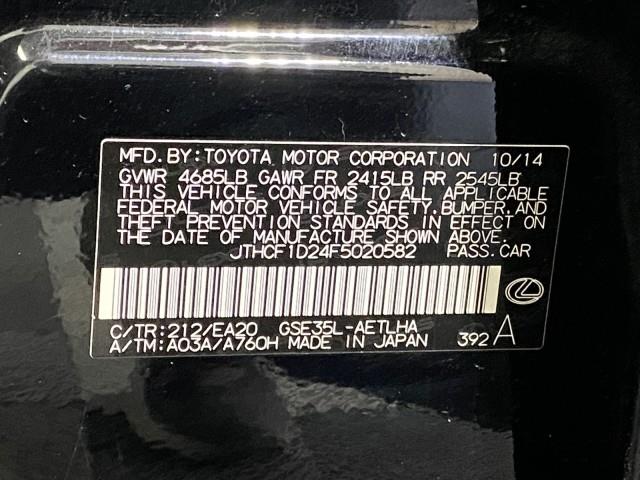 MFD. BY: TOYOTA MOTOR CORPORATION 10/14
GVWR 4685LB GAWR FR 2415LB RR 2545LB
THIS VEHICLE CONFORMS TO ALL APPLICABLE
FEDERAL MOTOR VEHICLE SAFETY, BUMPER, AND
THEFT PREVENTION STANDARDS IN EFFECT ON
THE DATE OF MANUFACTURE SHOWN ABOVE.
JTHCF1D24F5020582 PASS. CAR
C/TR: 212/EA20 GSE35L-AETLHA
A/TM: A03A/A760H MADE IN JAPAN 392 A